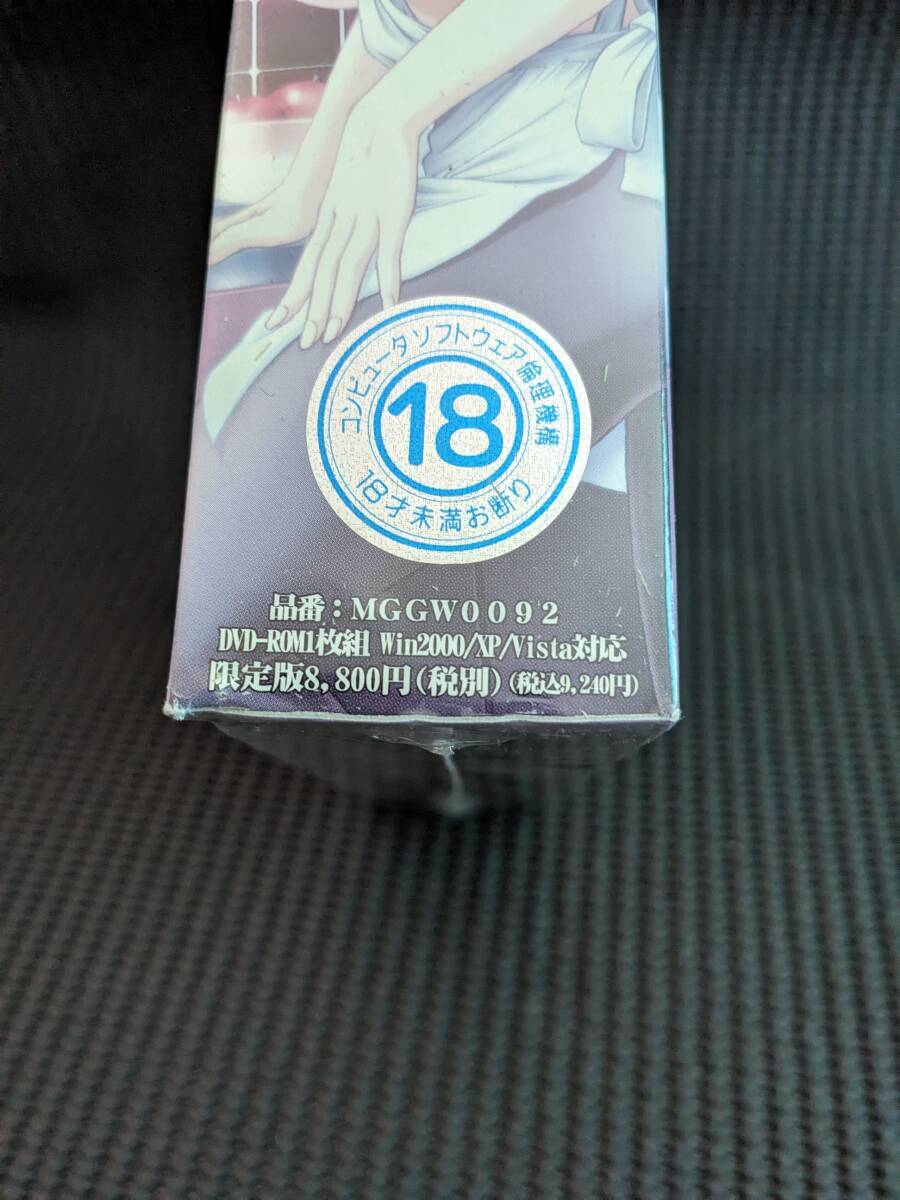 コンピュータソフトウェア倫理機構
18
18才未満お断り
品番：MGGW0092
DVD-ROM1枚組 Win2000/XP/Vista対応
限定版8,800円(税別)(税込9,240円)